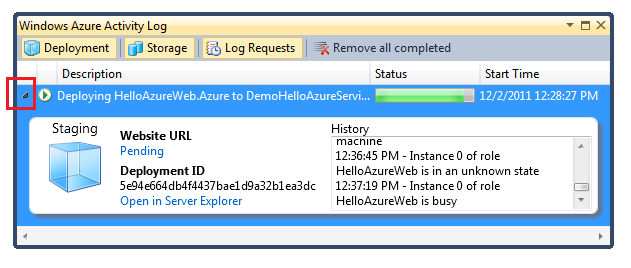 Windows Azure Activity Log
Deployment Storage Log Requests Remove all completed
Description Status Start Time
Deploying HelloAzureWeb.Azure to DemoHelloAzureServi... 12/2/2011 12:28:27 PM
Staging
Website URL
Pending
Deployment ID
5e94e664db4f4437bae1d9a32b1ea3dc
Open in Server Explorer
History
machine
12:36:45 PM - Instance 0 of role
HelloAzureWeb is in an unknown state
12:37:19 PM - Instance 0 of role
HelloAzureWeb is busy